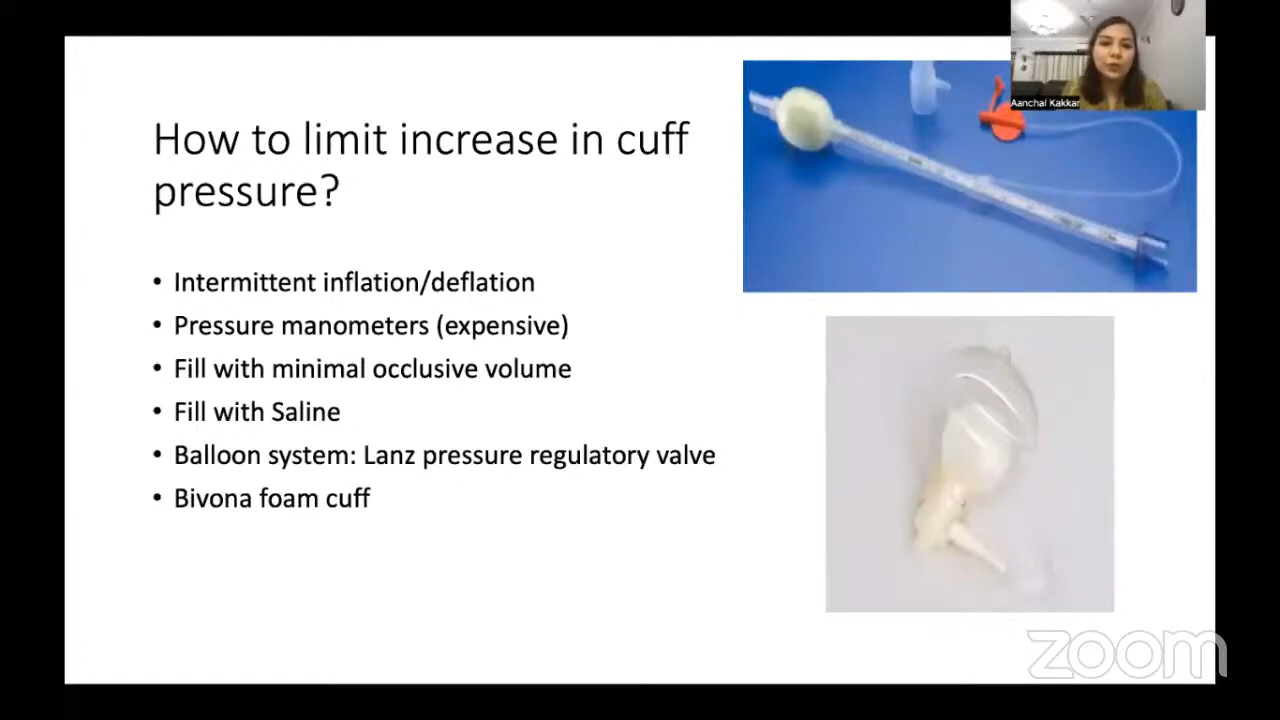 Aanchal Kakkar
How to limit increase in cuff
pressure?
• Intermittent inflation/deflation
• Pressure manometers (expensive)
• Fill with minimal occlusive volume
• Fill with Saline
• Balloon system: Lanz pressure regulatory valve
• Bivona foam cuff
zoom